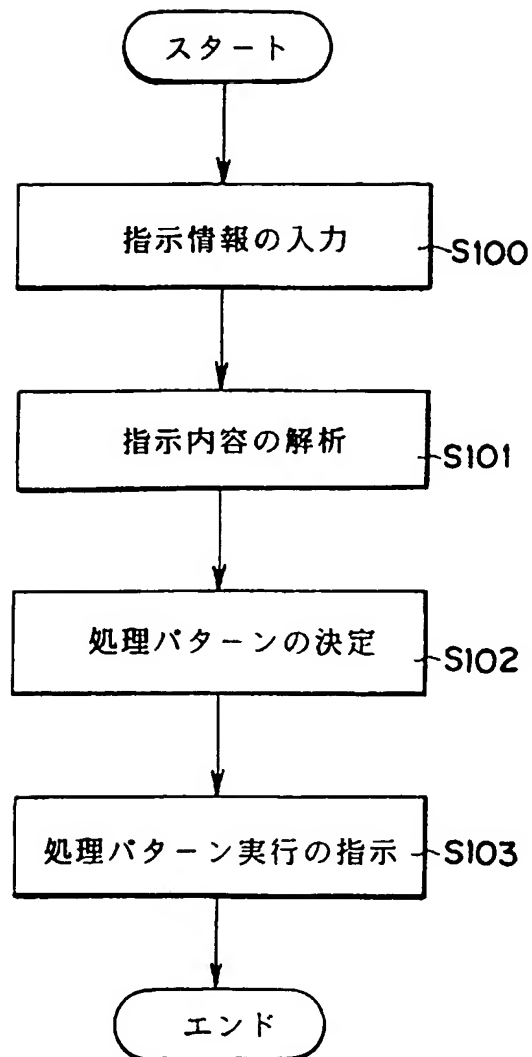 スタート
指示情報の入力 S100
指示内容の解析 S101
処理パターンの決定 S102
処理パターン実行の指示 S103
エンド